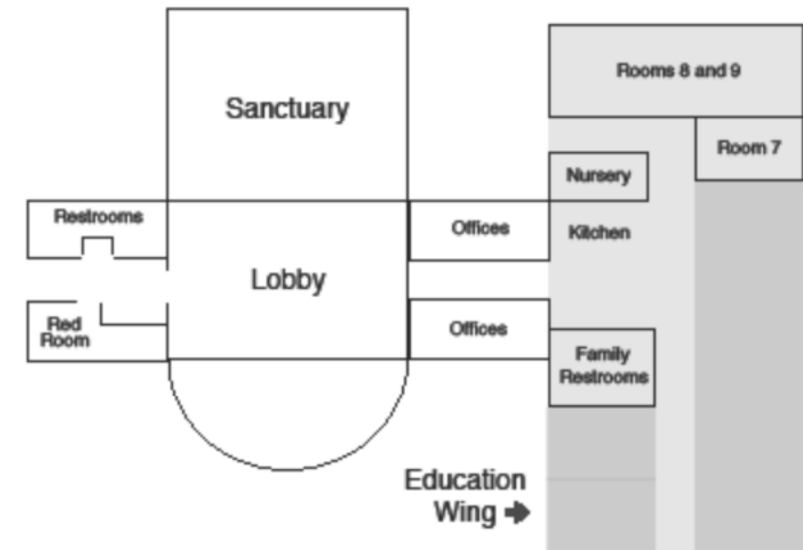 Sanctuary
Rooms 8 and 9
Room 7
Nursery
Restrooms
Offices
Kitchen
Lobby
Red
Room
Offices
Family
Restrooms
Education
Wing